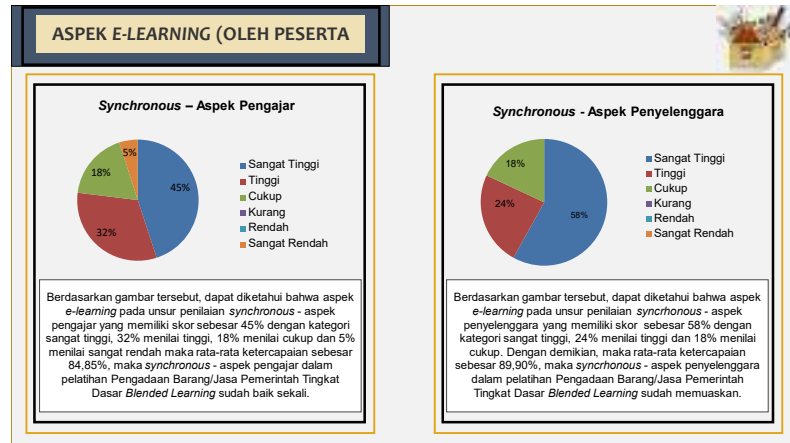 ASPEK E-LEARNING (OLEH PESERTA
Synchronous – Aspek Pengajar
5%
18%
45%
32%
Sangat Tinggi
Tinggi
Cukup
Kurang
Rendah
Sangat Rendah
Berdasarkan gambar tersebut, dapat diketahui bahwa aspek
e-learning pada unsur penilaian synchronous - aspek
pengajar yang memiliki skor sebesar 45% dengan kategori
sangat tinggi, 32% menilai tinggi, 18% menilai cukup dan 5%
menilai sangat rendah maka rata-rata ketercapaian sebesar
84,85%, maka synchronous - aspek pengajar dalam
pelatihan Pengadaan Barang/Jasa Pemerintah Tingkat
Dasar Blended Learning sudah baik sekali.
Synchronous - Aspek Penyelenggara
18%
24%
58%
Sangat Tinggi
Tinggi
Cukup
Kurang
Rendah
Sangat Rendah
Berdasarkan gambar tersebut, dapat diketahui bahwa aspek
e-learning pada unsur penilaian syncrhonous - aspek
penyelenggara yang memiliki skor sebesar 58% dengan
kategori sangat tinggi, 24% menilai tinggi dan 18% menilai
cukup. Dengan demikian, maka rata-rata ketercapaian
sebesar 89,90%, maka syncrhonous - aspek penyelenggara
dalam pelatihan Pengadaan Barang/Jasa Pemerintah
Tingkat Dasar Blended Learning sudah memuaskan.